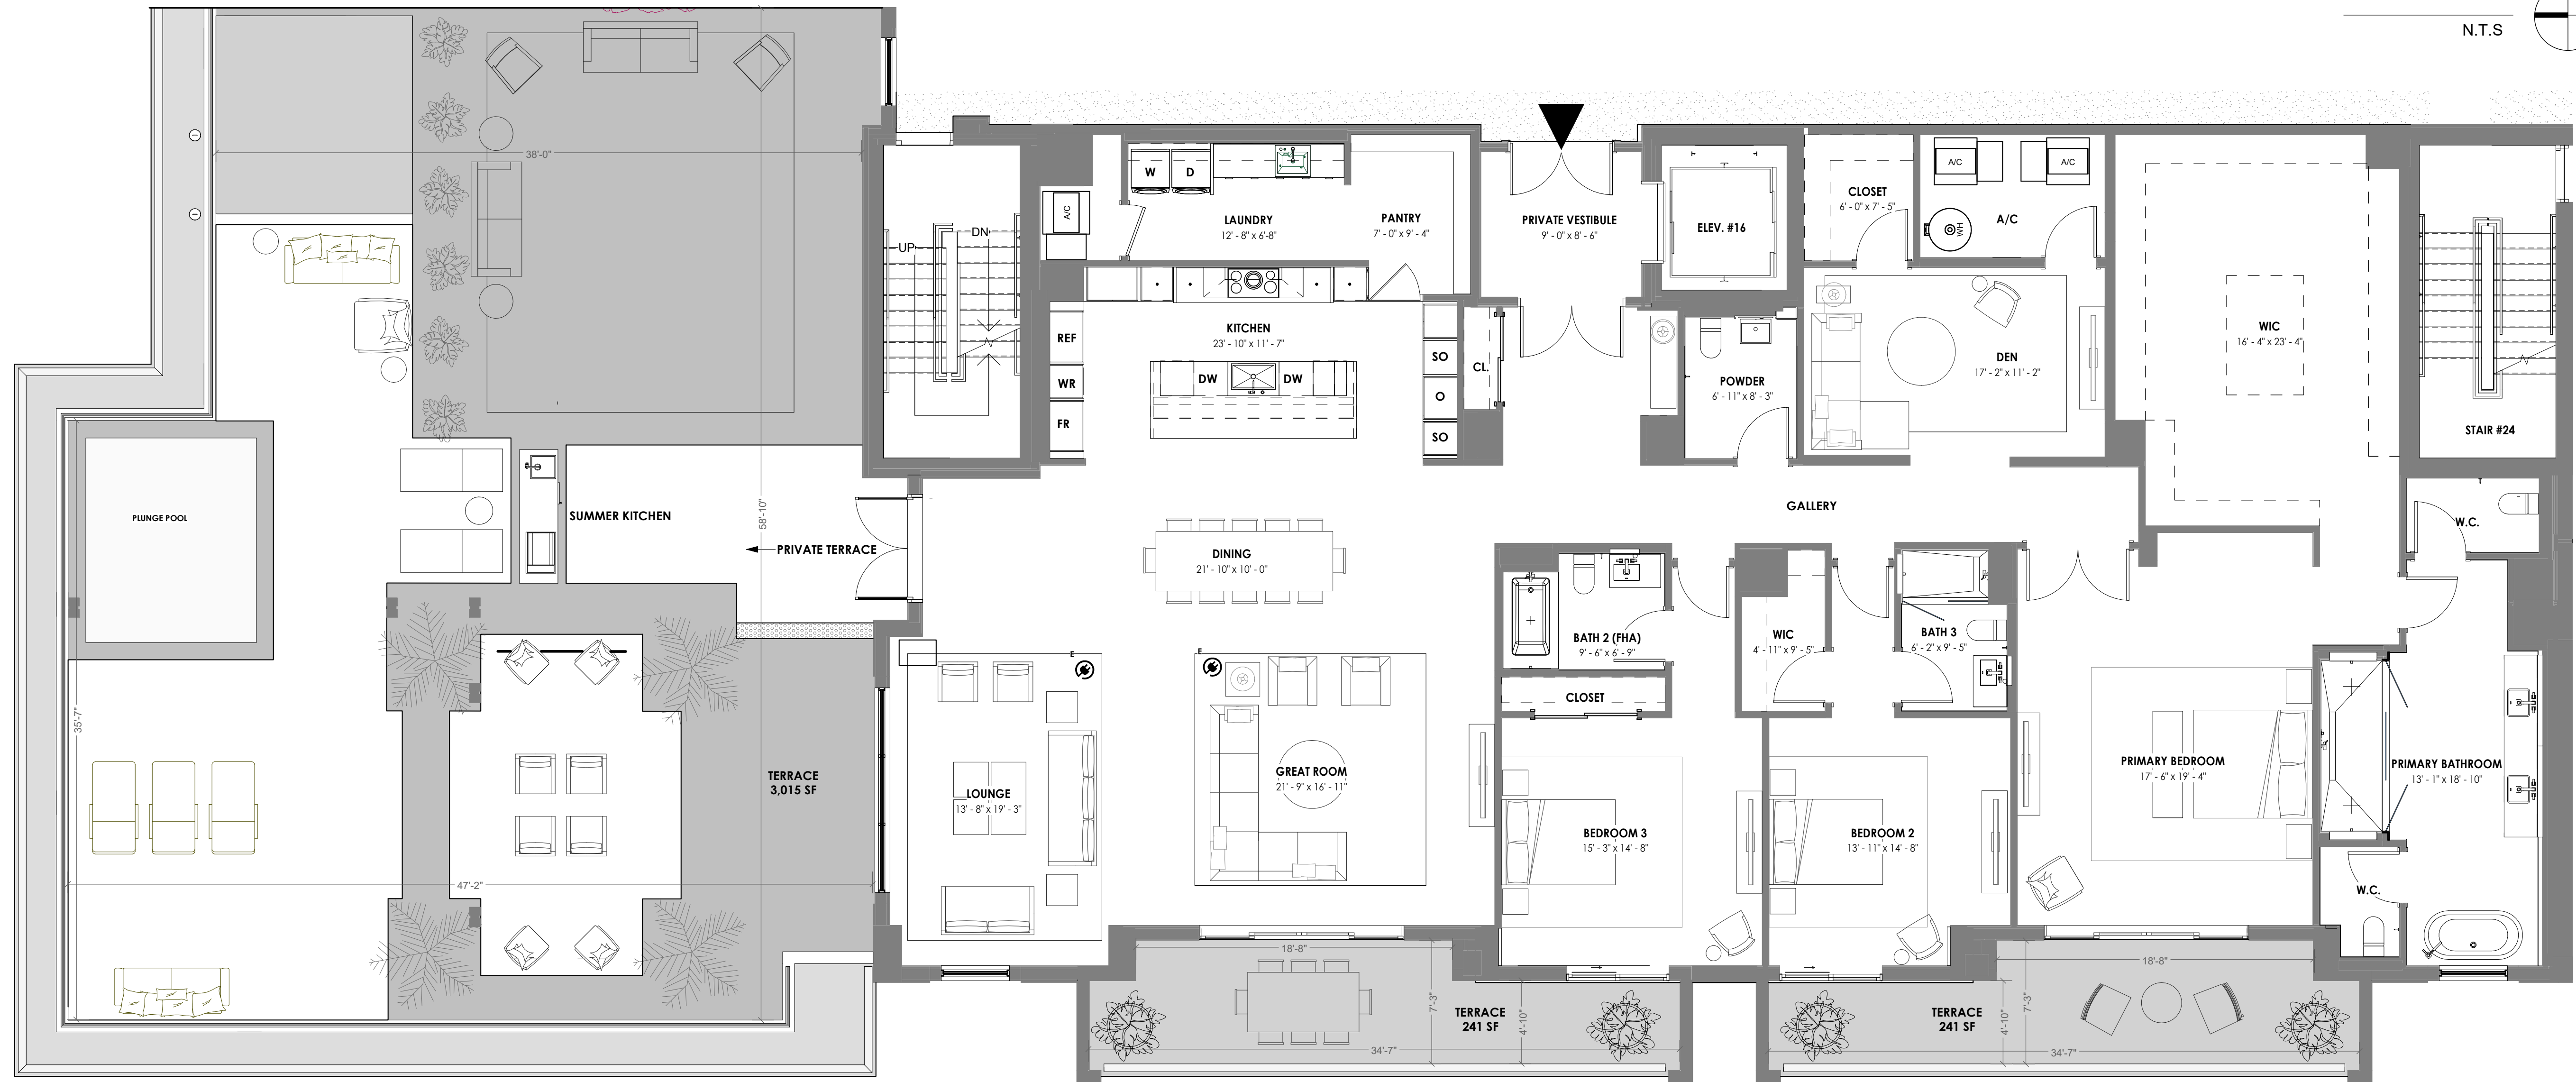 N.T.S
38'-0"
UP
DN
A/C
W
D
LAUNDRY
12' - 8" x 6'-8"
PANTRY
7' - 0" x 9' - 4"
PRIVATE VESTIBULE
9' - 0" x 8' - 6"
ELEV. #16
CLOSET
6' - 0" x 7' - 5"
A/C
A/C
A/C
WH
KITCHEN
23' - 10" x 11' - 7"
REF
WR
FR
DW
DW
SO
O
SO
CL.
POWDER
6' - 11" x 8' - 3"
DEN
17' - 2" x 11' - 2"
WIC
16' - 4" x 23' - 4"
STAIR #24
PLUNGE POOL
SUMMER KITCHEN
58'-10"
PRIVATE TERRACE
GALLERY
W.C.
DINING
21' - 10" x 10' - 0"
BATH 2 (FHA)
9' - 6" x 6' - 9"
WIC
4' - 11" x 9' - 5"
BATH 3
6' - 2" x 9' - 5"
E
E
CLOSET
35'-7"
TERRACE
3,015 SF
LOUNGE
13' - 8" x 19' - 3"
GREAT ROOM
21' - 9" x 16' - 11"
PRIMARY BEDROOM
17' - 6" x 19' - 4"
PRIMARY BATHROOM
13' - 1" x 18' - 10"
BEDROOM 3
15' - 3" x 14' - 8"
BEDROOM 2
13' - 11" x 14' - 8"
47'-2"
W.C.
18'-8"
18'-8"
TERRACE
241 SF
7'-3"
4'-10"
34'-7"
TERRACE
241 SF
4'-10"
7'-3"
34'-7"